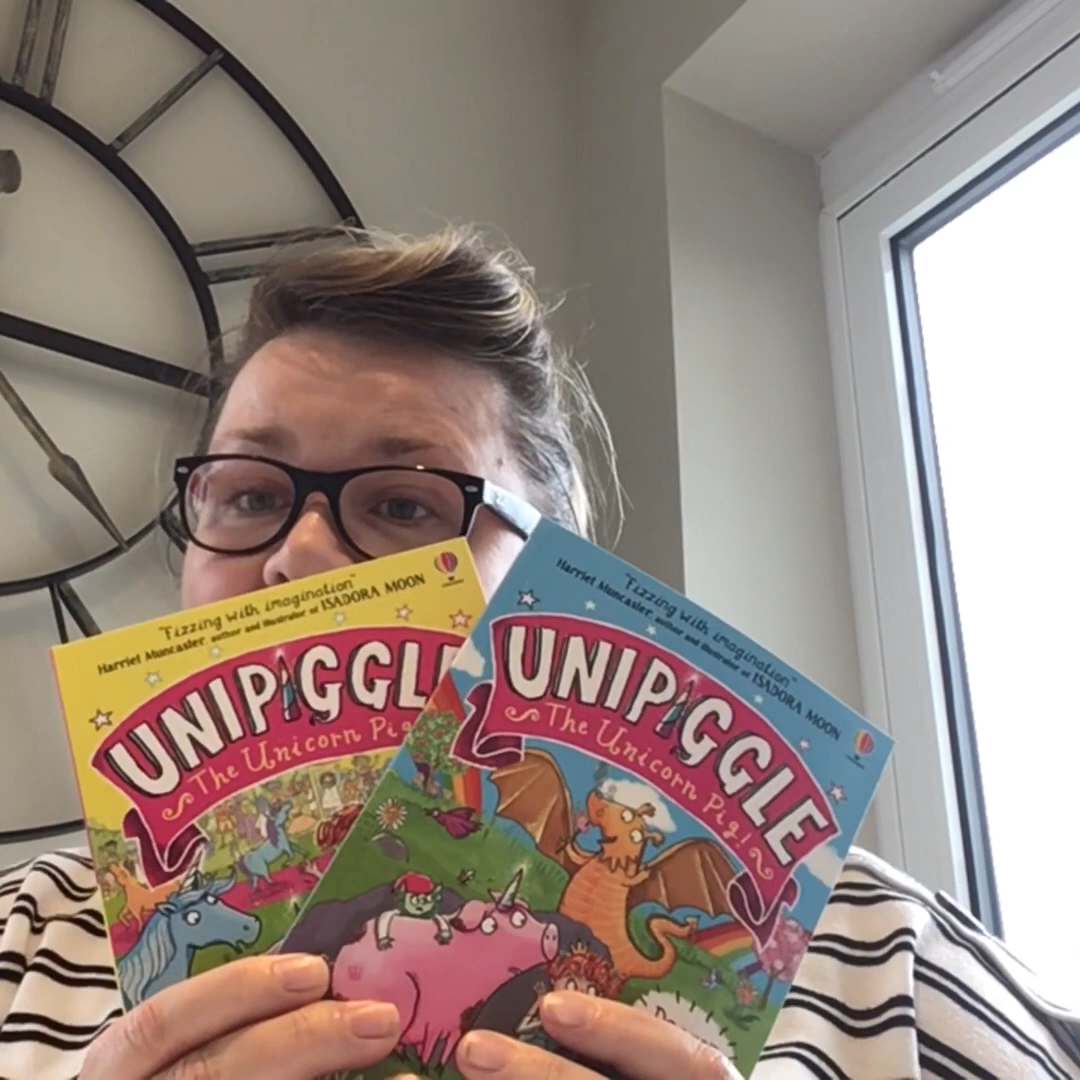 "Fizzing with imagination"
Harriet Muncaster, author and illustrator of ISADORA MOON
UNIPIGGL
The Unicorn Pig
"Fizzing with imagination"
Harriet Muncaster, author and illustrator of ISADORA MOON
UNIPIGGLE
The Unicorn Pig!